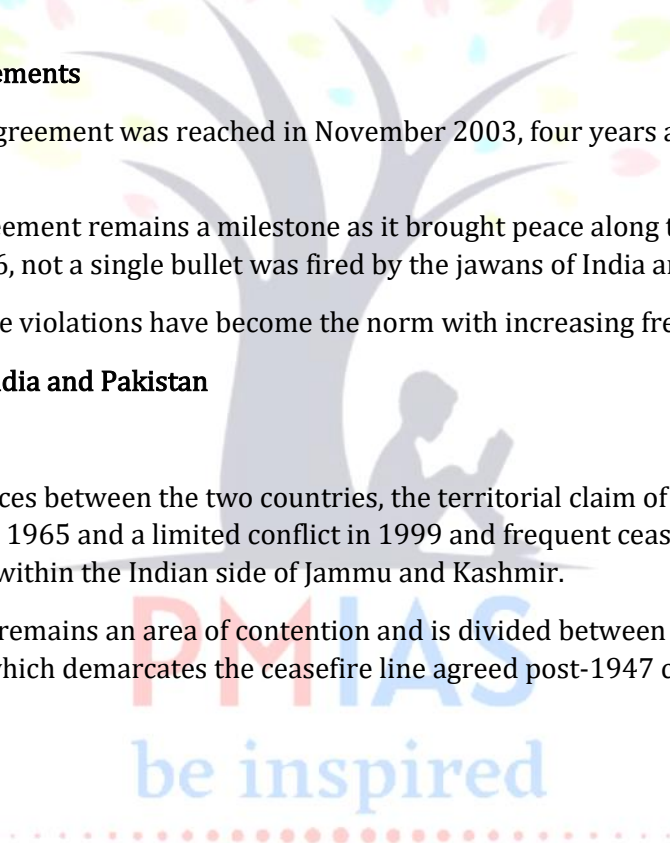 ements
greement was reached in November 2003, four years a
eement remains a milestone as it brought peace along t
6, not a single bullet was fired by the jawans of India a
e violations have become the norm with increasing fre
dia and Pakistan
ces between the two countries, the territorial claim of
1965 and a limited conflict in 1999 and frequent ceas
within the Indian side of Jammu and Kashmir.
remains an area of contention and is divided between
which demarcates the ceasefire line agreed post-1947 c
PMIAS
be inspired